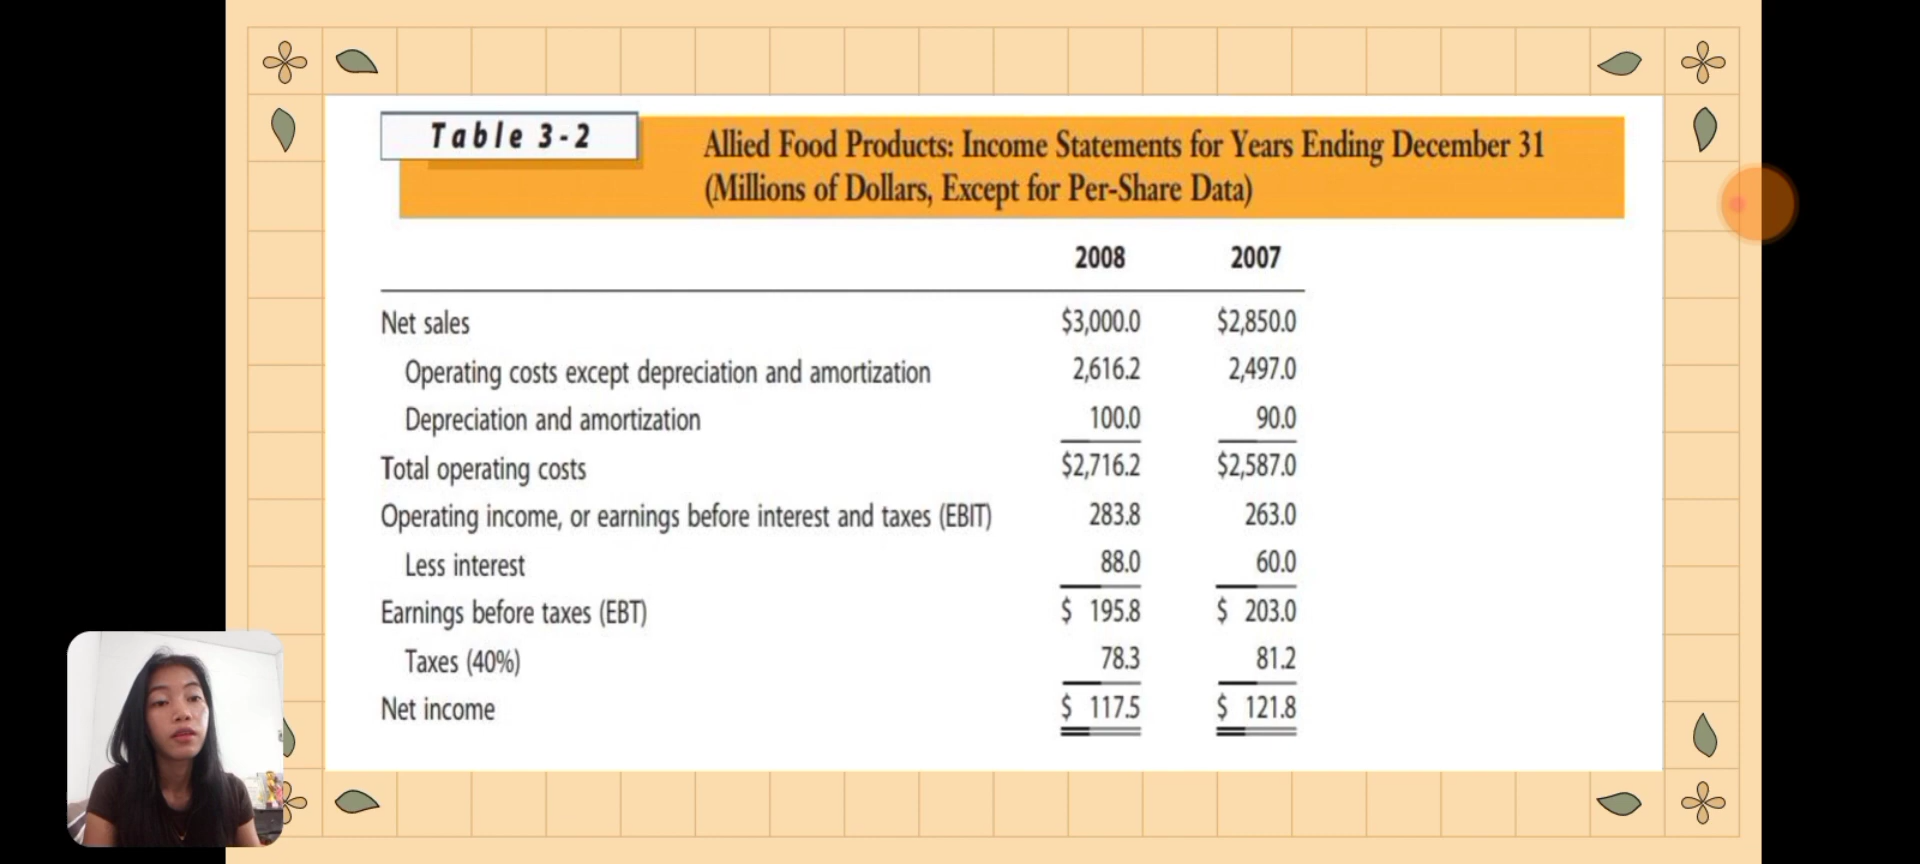 Table 3-2
Allied Food Products: Income Statements for Years Ending December 31
(Millions of Dollars, Except for Per-Share Data)
2008 2007
Net sales $3,000.0 $2,850.0
Operating costs except depreciation and amortization 2,616.2 2,497.0
Depreciation and amortization 100.0 90.0
Total operating costs $2,716.2 $2,587.0
Operating income, or earnings before interest and taxes (EBIT) 283.8 263.0
Less interest 88.0 60.0
Earnings before taxes (EBT) $ 195.8 $ 203.0
Taxes (40%) 78.3 81.2
Net income $ 117.5 $ 121.8